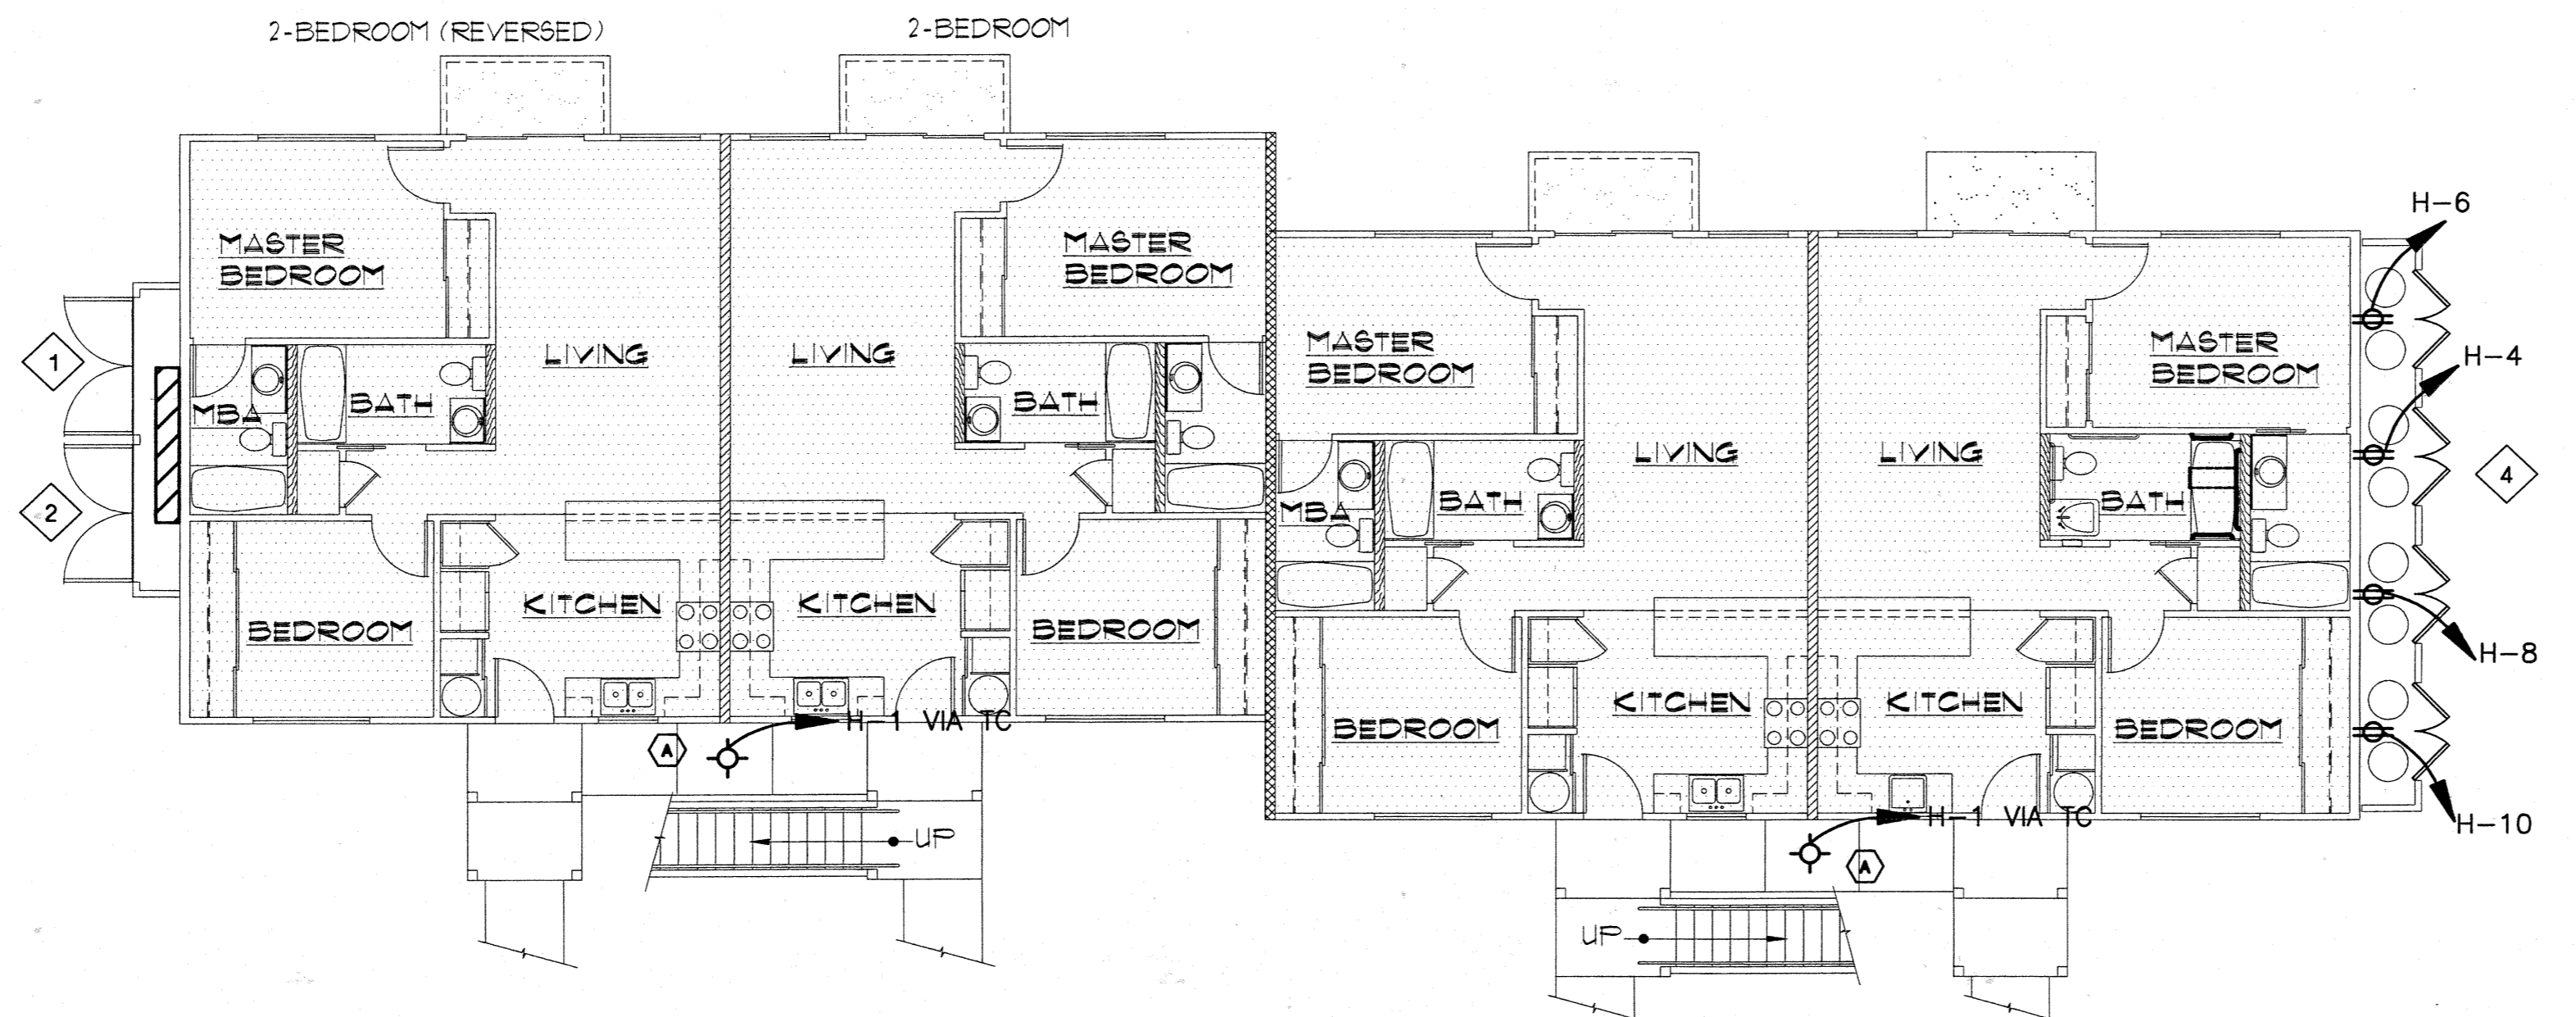 2-BEDROOM (REVERSED)
2-BEDROOM
H-6
MASTER
BEDROOM
MASTER
BEDROOM
1
LIVING
LIVING
MASTER
BEDROOM
MASTER
BEDROOM
H-4
MBA
BATH
BATH
LIVING
LIVING
4
2
MBA
BATH
BATH
KITCHEN
KITCHEN
BEDROOM
BEDROOM
H-8
KITCHEN
KITCHEN
BEDROOM
BEDROOM
A
H-1 VIA TC
UP
H-1 VIA TC
H-10
A
UP